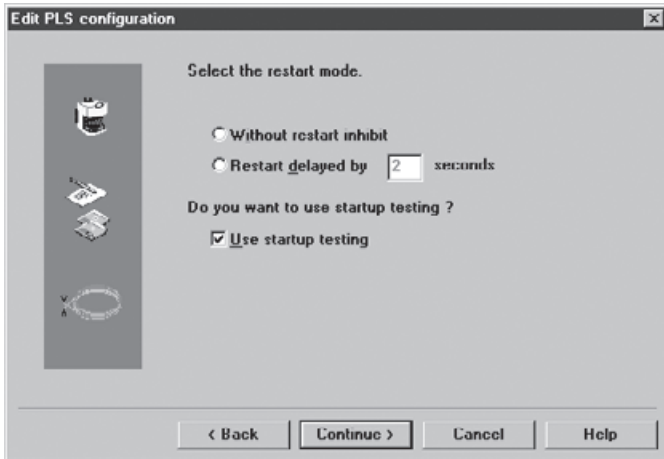 Edit PLS configuration
Select the restart mode.
Without restart inhibit
Restart delayed by 2 seconds
Do you want to use startup testing ?
Use startup testing
< Back Continue > Cancel Help